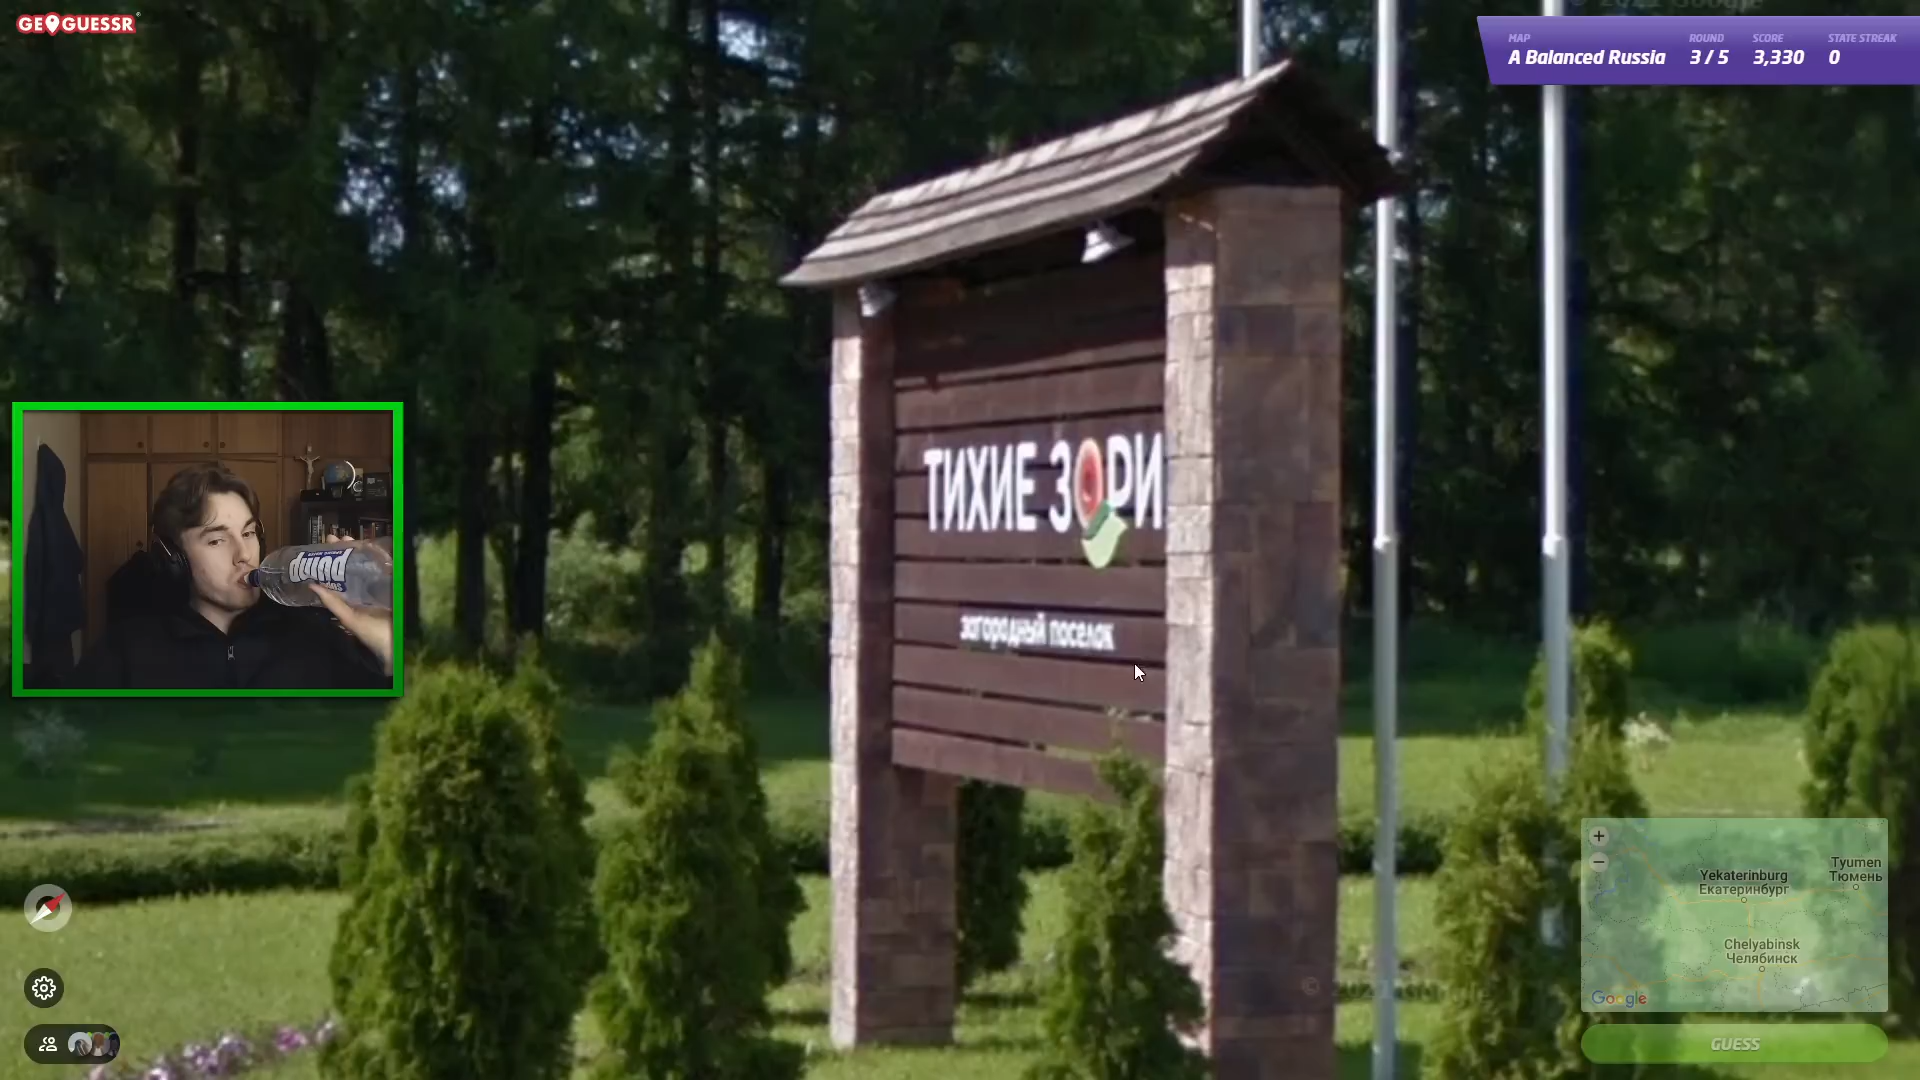 GEOGUESSR
MAP
A Balanced Russia
ROUND
3 / 5
SCORE
3,330
STATE STREAK
0
ТИХИЕ ЗОРИ
загородный поселок
pump
Tyumen
Тюмень
Yekaterinburg
Екатеринбург
Chelyabinsk
Челябинск
Google
GUESS